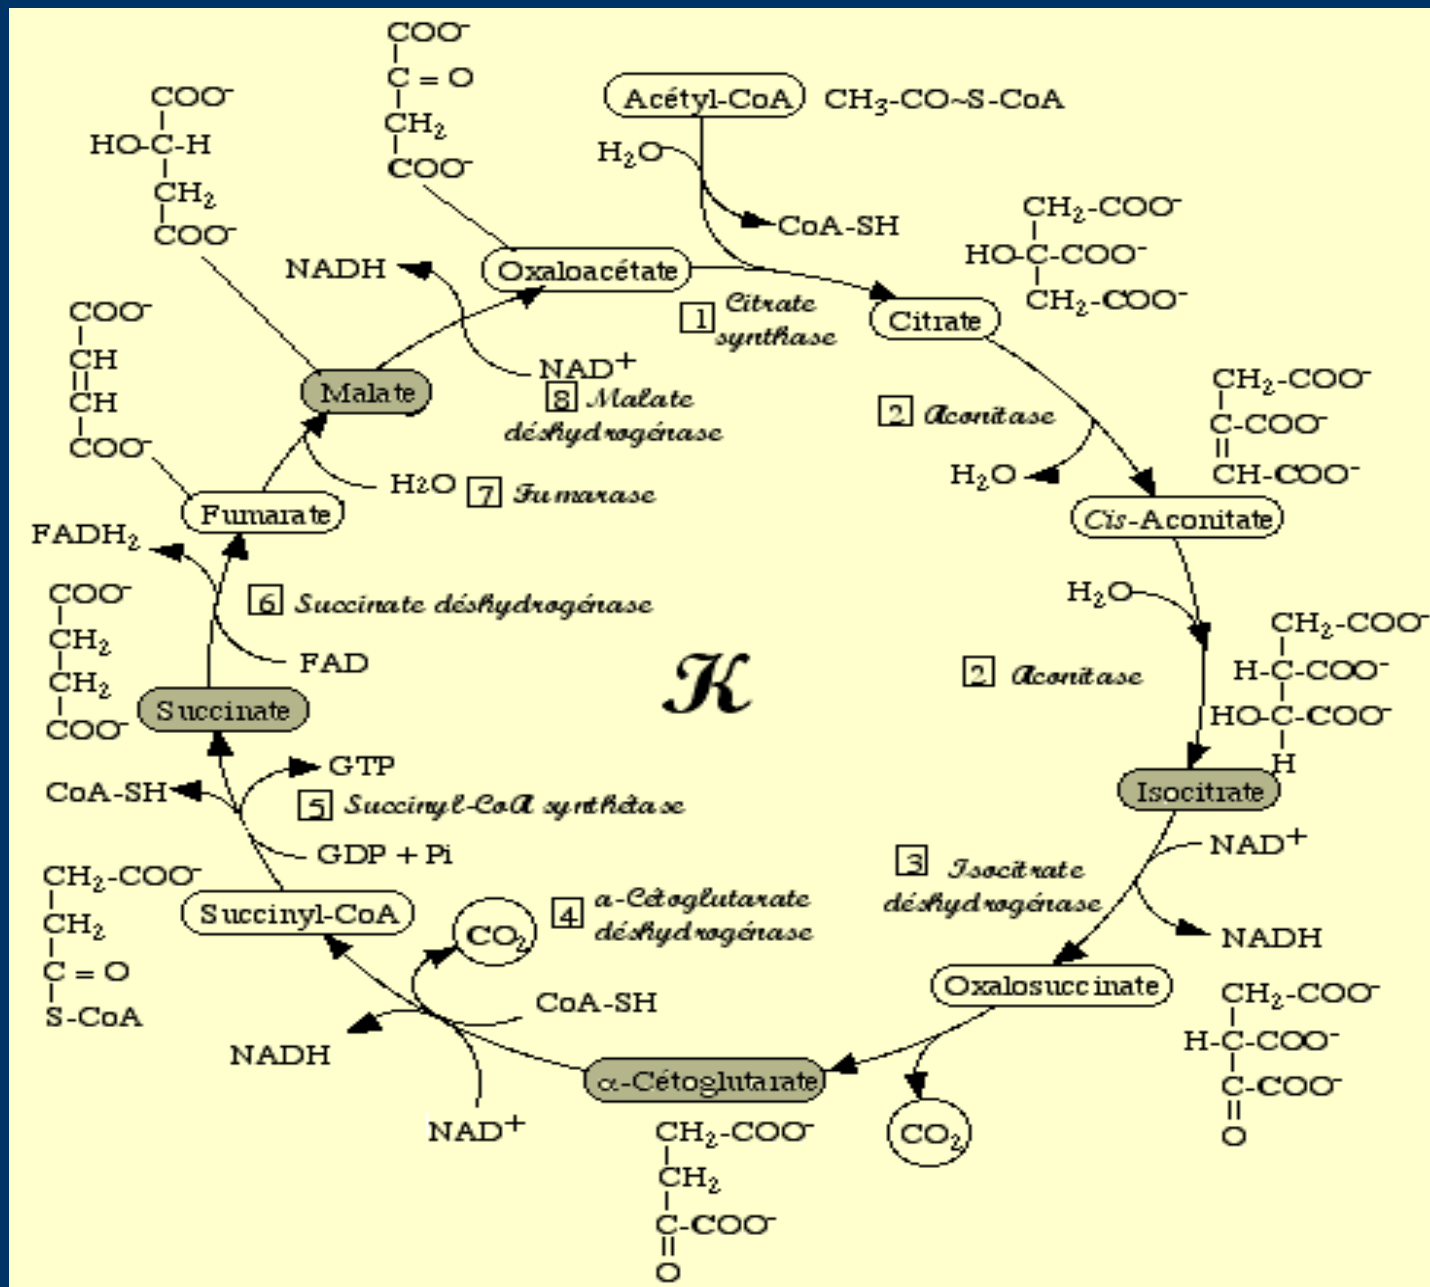 COO⁻
C = O
CH₂
COO⁻
Acétyl-CoA
CH₃-CO~S-CoA
H₂O
CoA-SH
COO⁻
HO-C-H
CH₂
COO⁻
NADH
Oxaloacétate
1 Citrate
synthase
Citrate
CH₂-COO⁻
HO-C-COO⁻
CH₂-COO⁻
COO⁻
CH
CH
COO⁻
Malate
NAD⁺
8 Malate
déshydrogénase
2 Aconitase
H₂O
CH₂-COO⁻
C-COO⁻
CH-COO⁻
H2O
7 Fumarase
Fumarate
Cis-Aconitate
FADH₂
6 Succinate déshydrogénase
FAD
COO⁻
CH₂
CH₂
COO⁻
Succinate
K
H₂O
2 Aconitase
CH₂-COO⁻
H-C-COO⁻
HO-C-COO⁻
H
Isocitrate
GTP
CoA-SH
5 Succinyl-CoA synthétase
GDP + Pi
NAD⁺
3 Isocitrate
déshydrogénase
NADH
CH₂-COO⁻
CH₂
C = O
S-CoA
Succinyl-CoA
CO₂
4 α-Cétoglutarate
déshydrogénase
CoA-SH
NADH
NAD⁺
Oxalosuccinate
CH₂-COO⁻
H-C-COO⁻
C-COO⁻
O
α-Cétoglutarate
CO₂
CH₂-COO⁻
CH₂
C-COO⁻
O